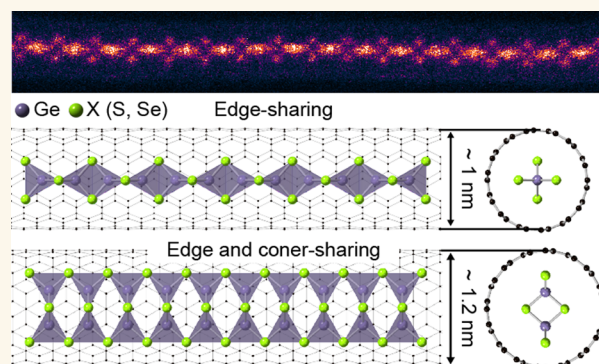 Ge X (S, Se) Edge-sharing
~ 1 nm
Edge and coner-sharing
~ 1.2 nm